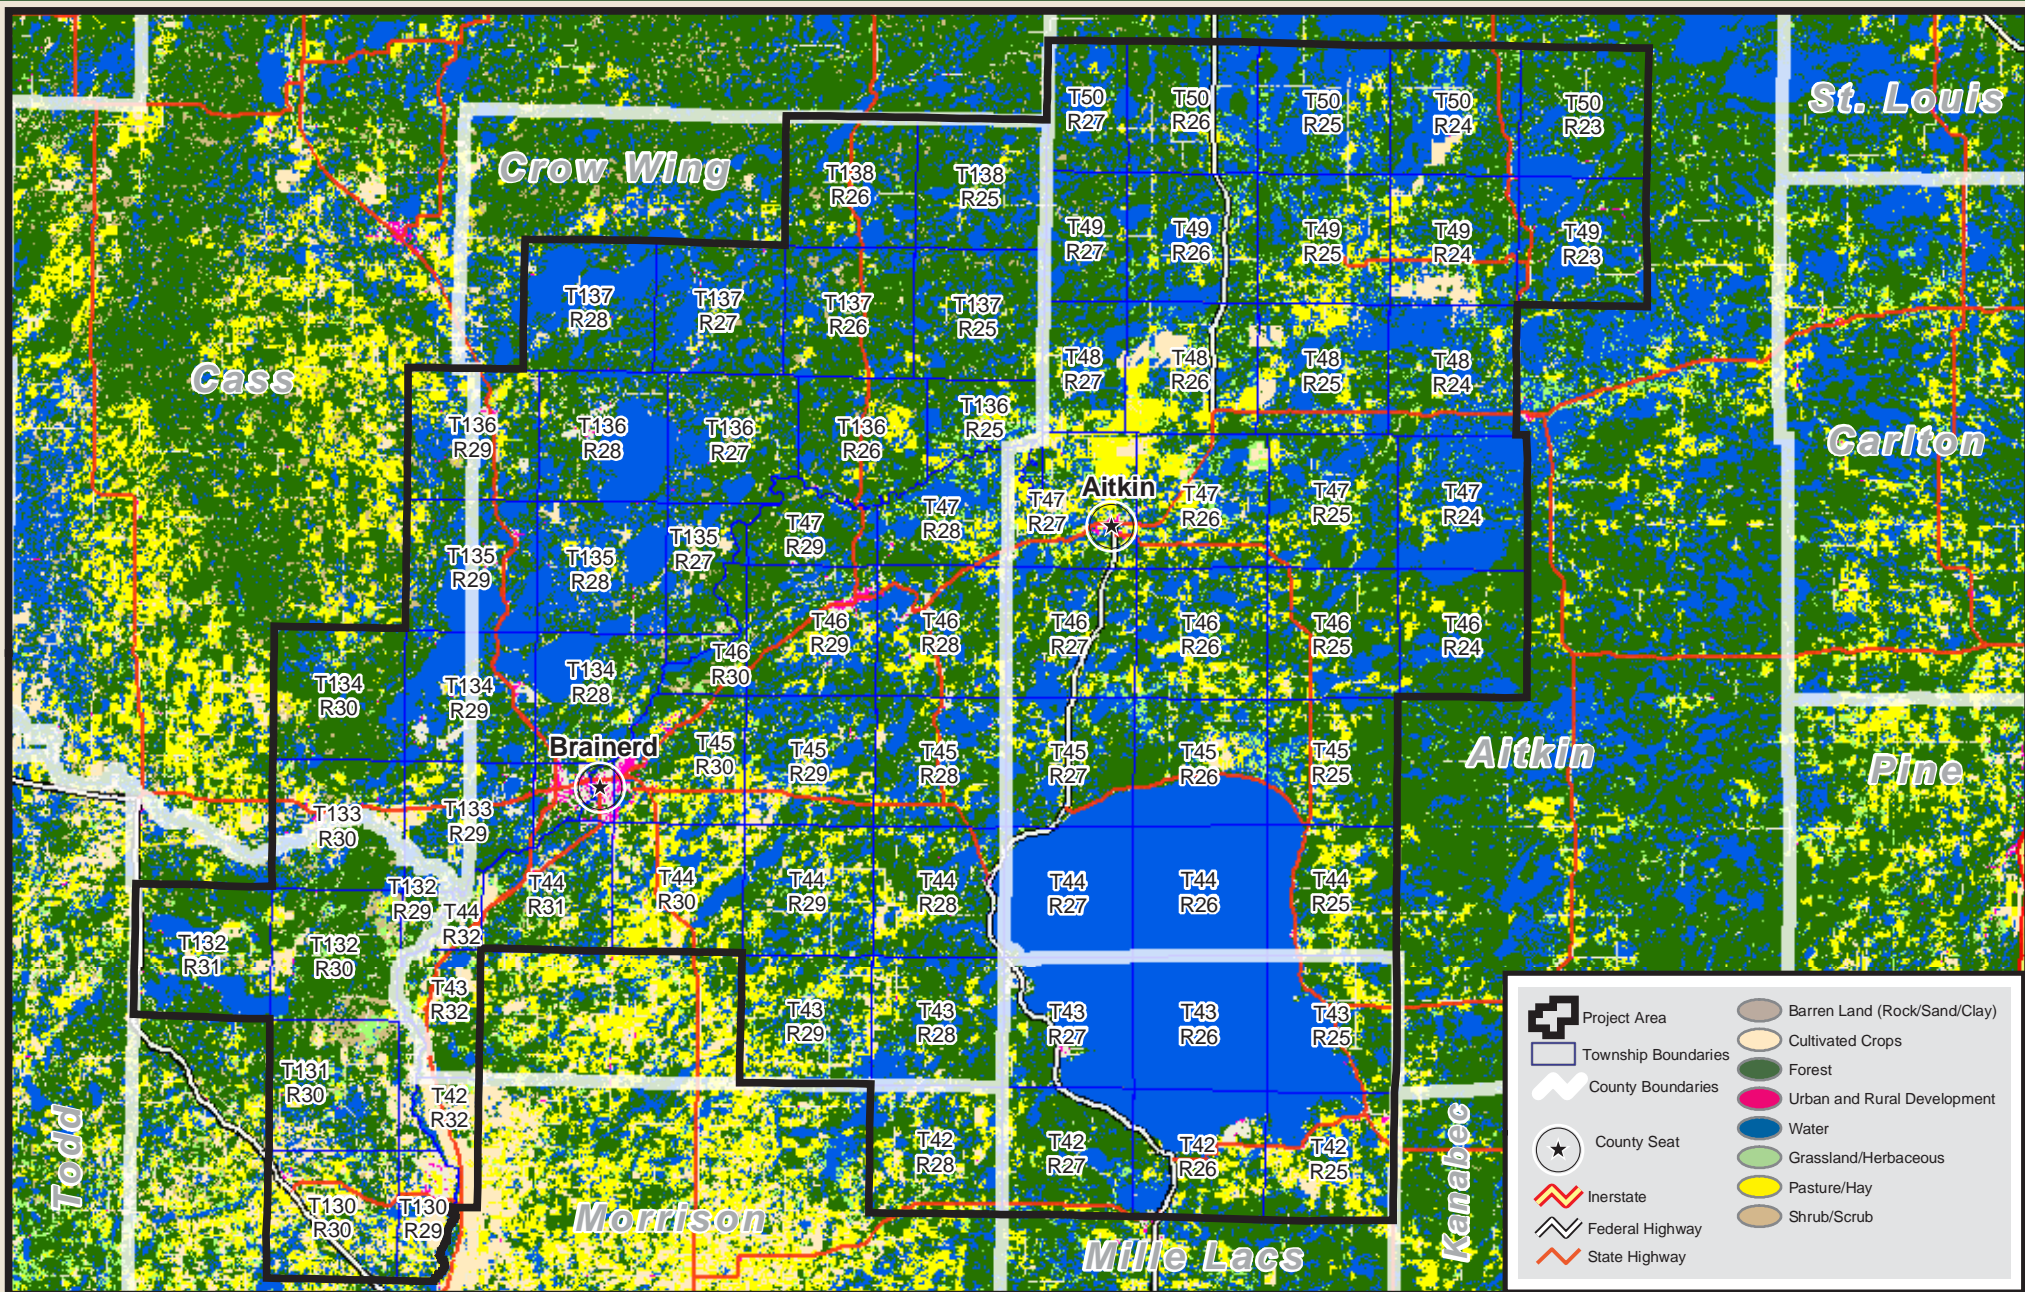 St. Louis
T50
R27
T50
R26
T50
R25
T50
R24
T50
R23
Crow Wing
T138
R26
T138
R25
T49
R27
T49
R26
T49
R25
T49
R24
T49
R23
T137
R28
T137
R27
T137
R26
T137
R25
Cass
T48
R27
T48
R26
T48
R25
T48
R24
T136
R29
T136
R28
T136
R27
T136
R26
T136
R25
Carlton
Aitkin
T47
R29
T47
R28
T47
R27
T47
R26
T47
R25
T47
R24
T135
R29
T135
R28
T135
R27
T46
R30
T46
R29
T46
R28
T46
R27
T46
R26
T46
R25
T46
R24
T134
R30
T134
R29
T134
R28
Brainerd
T45
R30
T45
R29
T45
R28
T45
R27
T45
R26
T45
R25
Aitkin
Pine
T133
R30
T133
R29
T132
R29
T44
R32
T44
R31
T44
R30
T44
R29
T44
R28
T44
R27
T44
R26
T44
R25
T132
R31
T132
R30
T43
R32
T43
R29
T43
R28
T43
R27
T43
R26
T43
R25
T131
R30
T42
R32
T42
R28
T42
R27
T42
R26
T42
R25
Todd
Kanabec
T130
R30
T130
R29
Morrison
Mille Lacs
Project Area
Township Boundaries
County Boundaries
County Seat
Inerstate
Federal Highway
State Highway
Barren Land (Rock/Sand/Clay)
Cultivated Crops
Forest
Urban and Rural Development
Water
Grassland/Herbaceous
Pasture/Hay
Shrub/Scrub